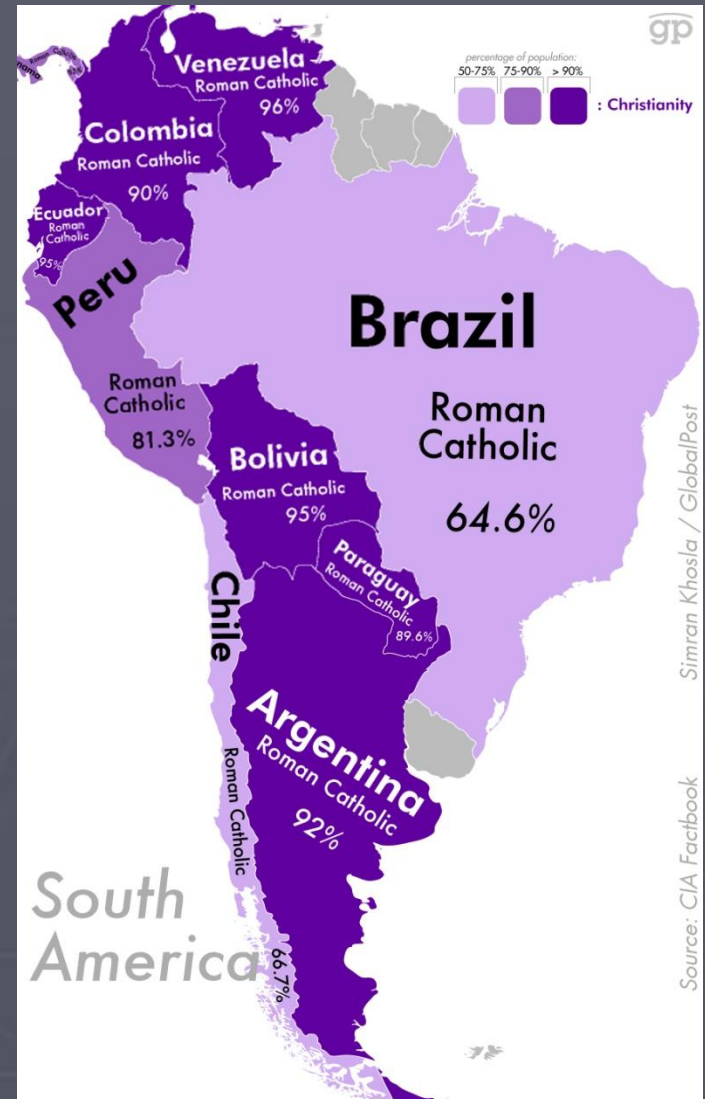 gp
percentage of population:
50-75% 75-90% > 90%
: Christianity
Venezuela
Roman Catholic
96%
Colombia
Roman Catholic
90%
Ecuador
Roman
Catholic
95%
Peru
Roman
Catholic
81.3%
Brazil
Roman
Catholic
64.6%
Bolivia
Roman Catholic
95%
Paraguay
Roman Catholic
89.6%
Chile
Roman Catholic
66.7%
Argentina
Roman Catholic
92%
South
America
Simran Khosla / GlobalPost
Source: CIA Factbook